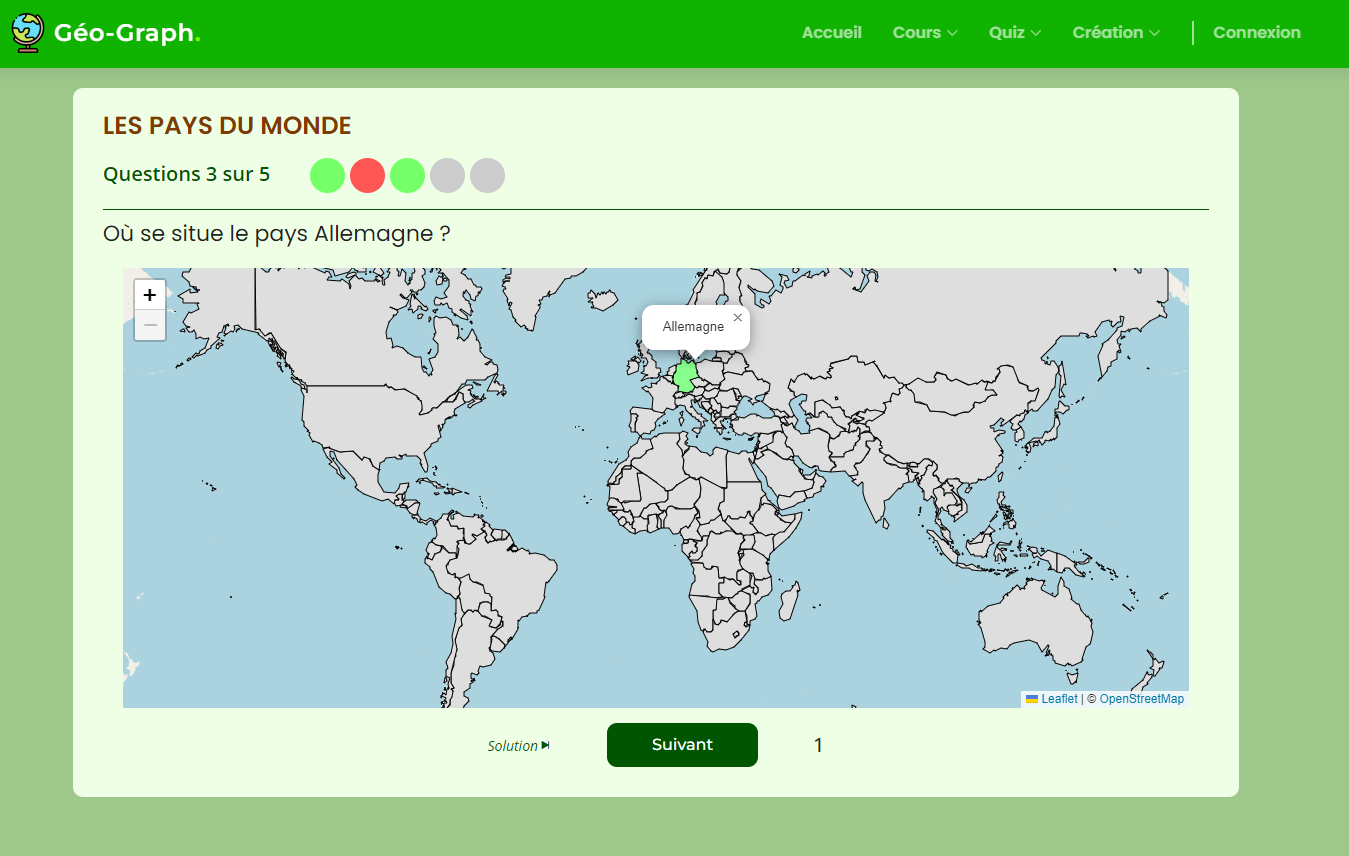 Géo-Graph.
Accueil Cours Quiz Création Connexion
LES PAYS DU MONDE
Questions 3 sur 5
Où se situe le pays Allemagne ?
+
−
Allemagne ×
Leaflet | © OpenStreetMap
Solution
Suivant
1